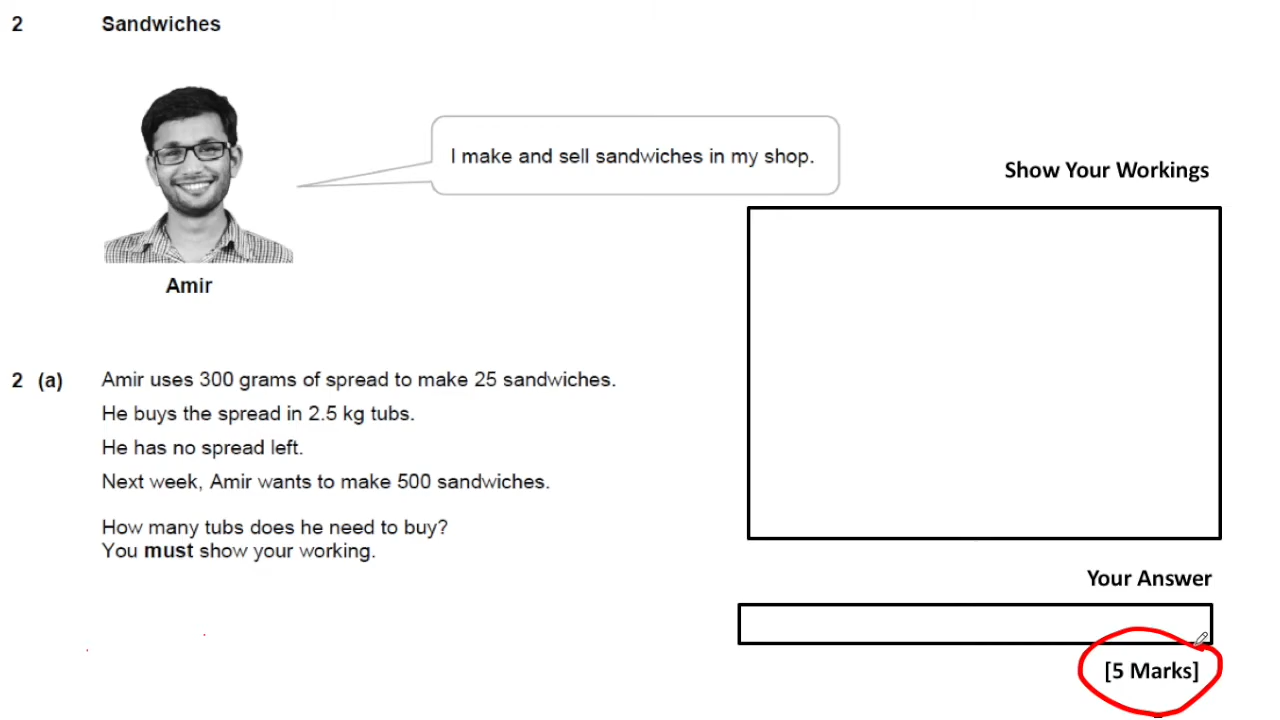 2 Sandwiches
I make and sell sandwiches in my shop.
Show Your Workings
Amir
2 (a) Amir uses 300 grams of spread to make 25 sandwiches.
He buys the spread in 2.5 kg tubs.
He has no spread left.
Next week, Amir wants to make 500 sandwiches.
How many tubs does he need to buy?
You must show your working.
Your Answer
[5 Marks]